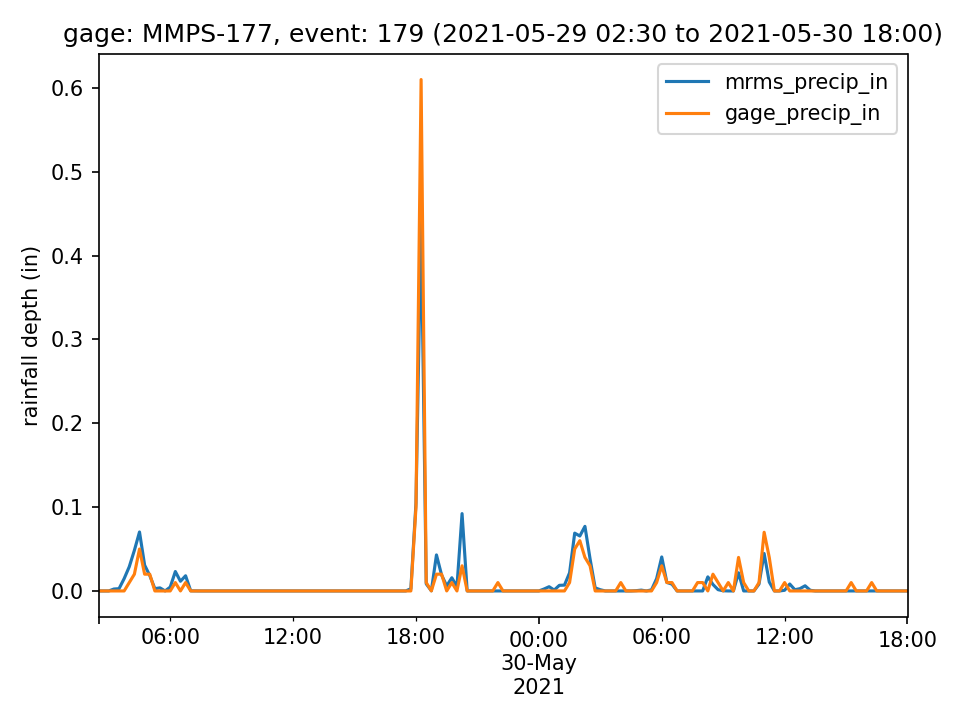 gage: MMPS-177, event: 179 (2021-05-29 02:30 to 2021-05-30 18:00)
mrms_precip_in
gage_precip_in
rainfall depth (in)
0.6
0.5
0.4
0.3
0.2
0.1
0.0
06:00 12:00 18:00 00:00 06:00 12:00 18:00
30-May
2021